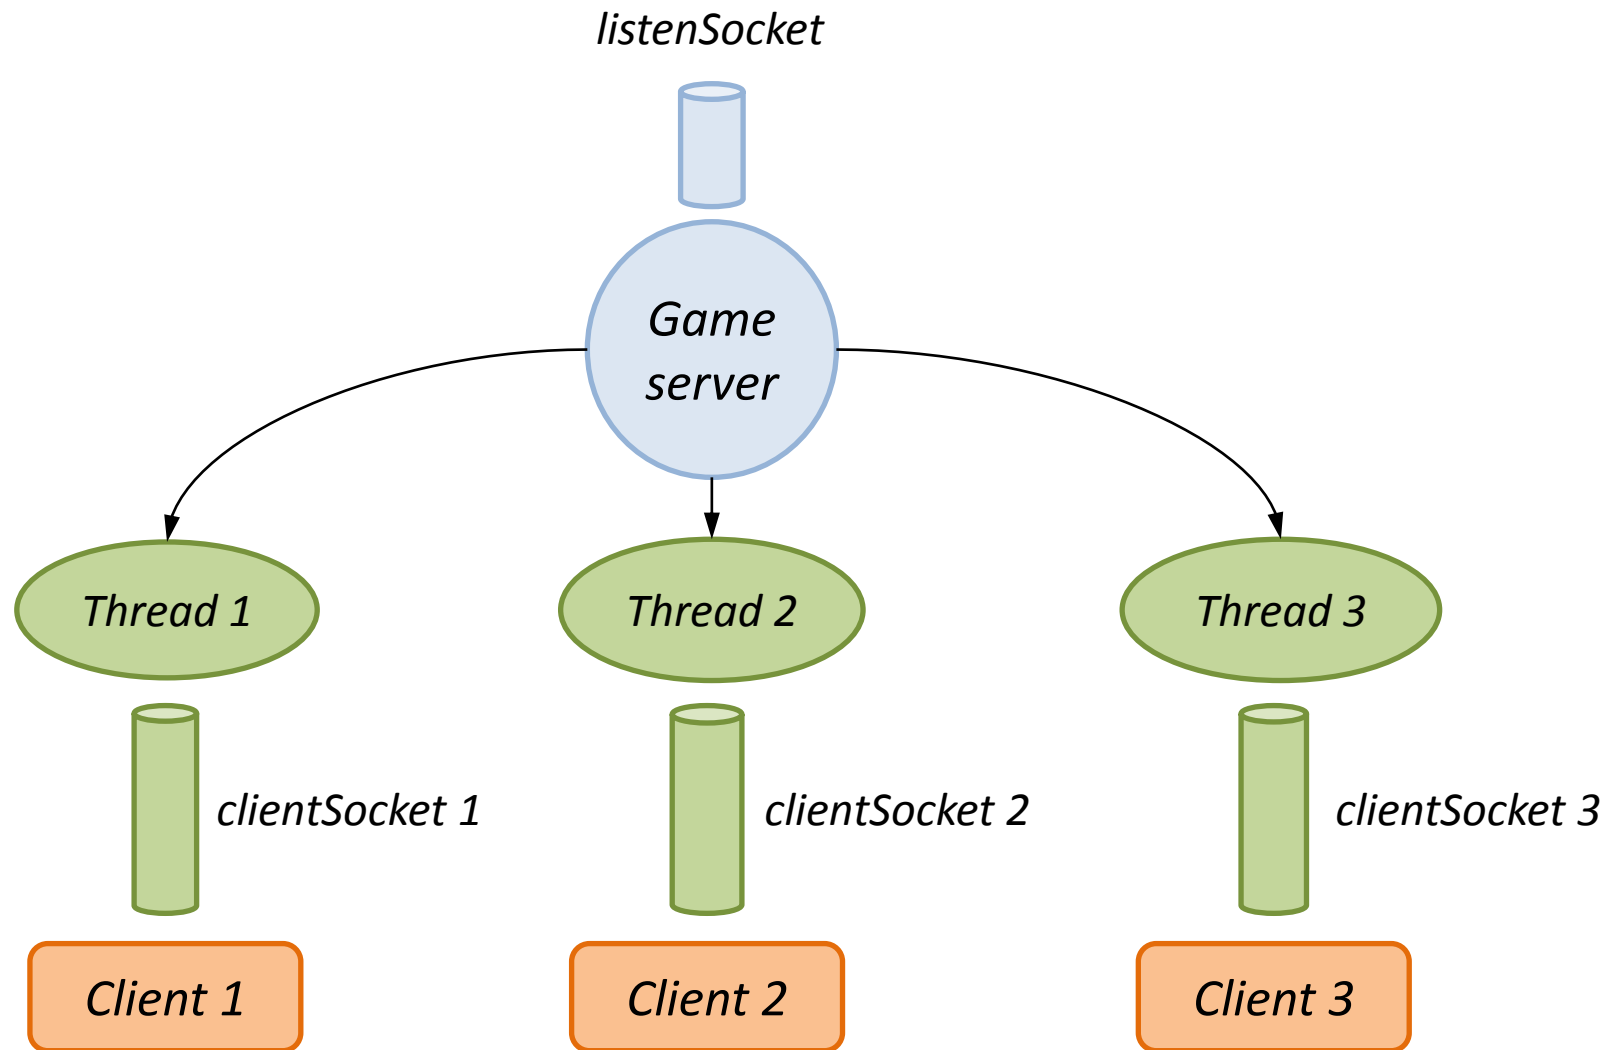 listenSocket
Game
server
Thread 1
Thread 2
Thread 3
clientSocket 1
clientSocket 2
clientSocket 3
Client 1
Client 2
Client 3